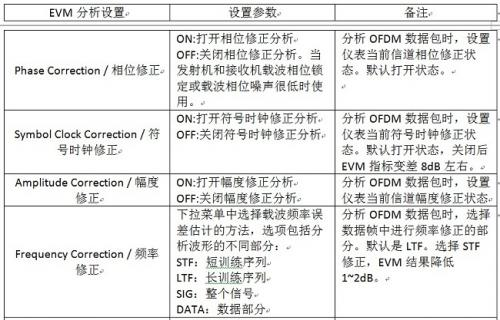 EVM 分析设置 设置参数 备注
Phase Correction / 相位修正
ON:打开相位修正分析
OFF:关闭相位修正分析。当
发射机和接收机载波相位锁
定或载波相位噪声很低时使
用。
分析 OFDM 数据包时，设置
仪表当前信道相位修正状
态。默认打开状态。
Symbol Clock Correction / 符
号时钟修正
ON:打开符号时钟修正分析
OFF:关闭符号时钟修正分析
分析 OFDM 数据包时，设置
仪表当前符号时钟修正状
态。默认打开状态，关闭后
EVM 指标变差 8dB 左右。
Amplitude Correction / 幅度
修正
ON:打开幅度修正分析
OFF:关闭幅度修正分析
分析 OFDM 数据包时，设置
仪表当前信道幅度修正状态
Frequency Correction / 频率
修正
下拉菜单中选择载波频率误
差估计的方法，选项包括分
析波形的不同部分：
STF：短训练序列
LTF：长训练序列
SIG：整个信号
DATA：数据部分
分析 OFDM 数据包时，选择
数据帧中进行频率修正的部
分。默认是 LTF。选择 STF
修正，EVM 结果降低
1~2dB。